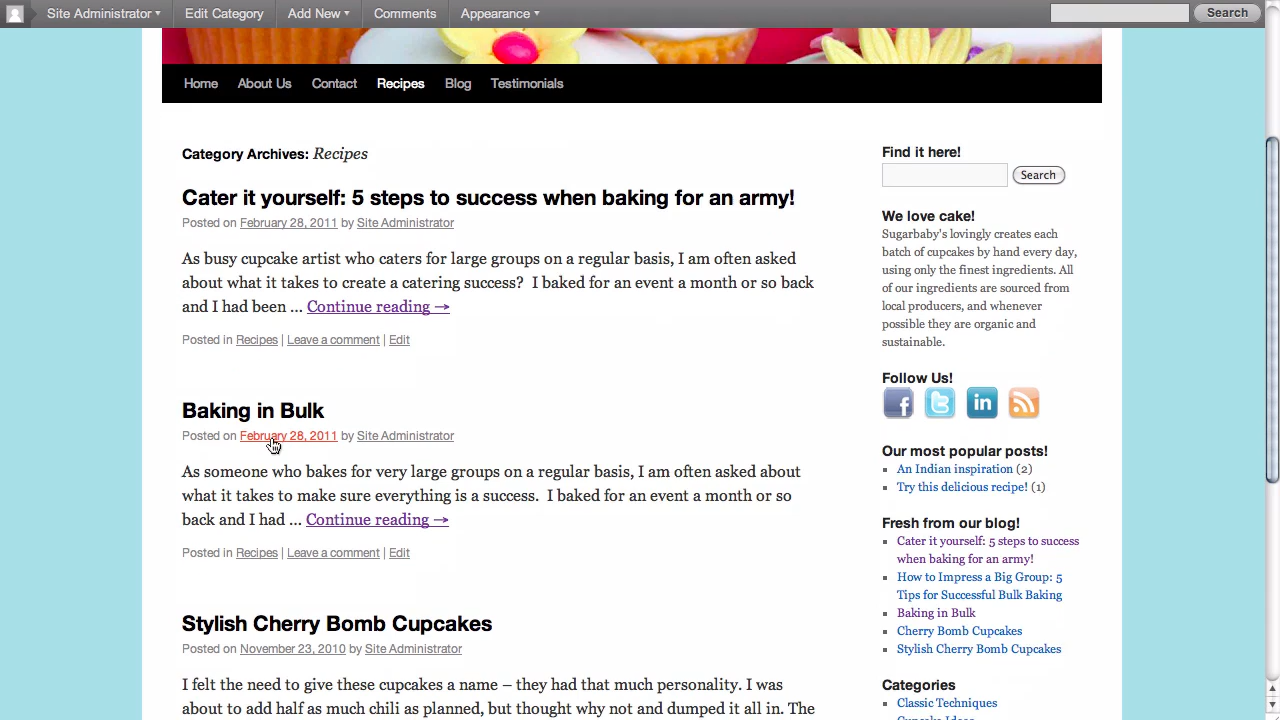 Site Administrator Edit Category Add New Comments Appearance Search
Home About Us Contact Recipes Blog Testimonials
Category Archives: Recipes
Cater it yourself: 5 steps to success when baking for an army!
Posted on February 28, 2011 by Site Administrator
As busy cupcake artist who caters for large groups on a regular basis, I am often asked
about what it takes to create a catering success?  I baked for an event a month or so back
and I had been ... Continue reading →
Posted in Recipes | Leave a comment | Edit
Baking in Bulk
Posted on February 28, 2011 by Site Administrator
As someone who bakes for very large groups on a regular basis, I am often asked about
what it takes to make sure everything is a success.  I baked for an event a month or so
back and I had ... Continue reading →
Posted in Recipes | Leave a comment | Edit
Stylish Cherry Bomb Cupcakes
Posted on November 23, 2010 by Site Administrator
I felt the need to give these cupcakes a name – they had that much personality. I was
about to add half as much chili as planned, but thought why not and dumped it all in. The
Find it here!
Search
We love cake!
Sugarbaby's lovingly creates each
batch of cupcakes by hand every day,
using only the finest ingredients. All
of our ingredients are sourced from
local producers, and whenever
possible they are organic and
sustainable.
Follow Us!
Our most popular posts!
An Indian inspiration (2)
Try this delicious recipe! (1)
Fresh from our blog!
Cater it yourself: 5 steps to success
when baking for an army!
How to Impress a Big Group: 5
Tips for Successful Bulk Baking
Baking in Bulk
Cherry Bomb Cupcakes
Stylish Cherry Bomb Cupcakes
Categories
Classic Techniques
Cupcake Ideas